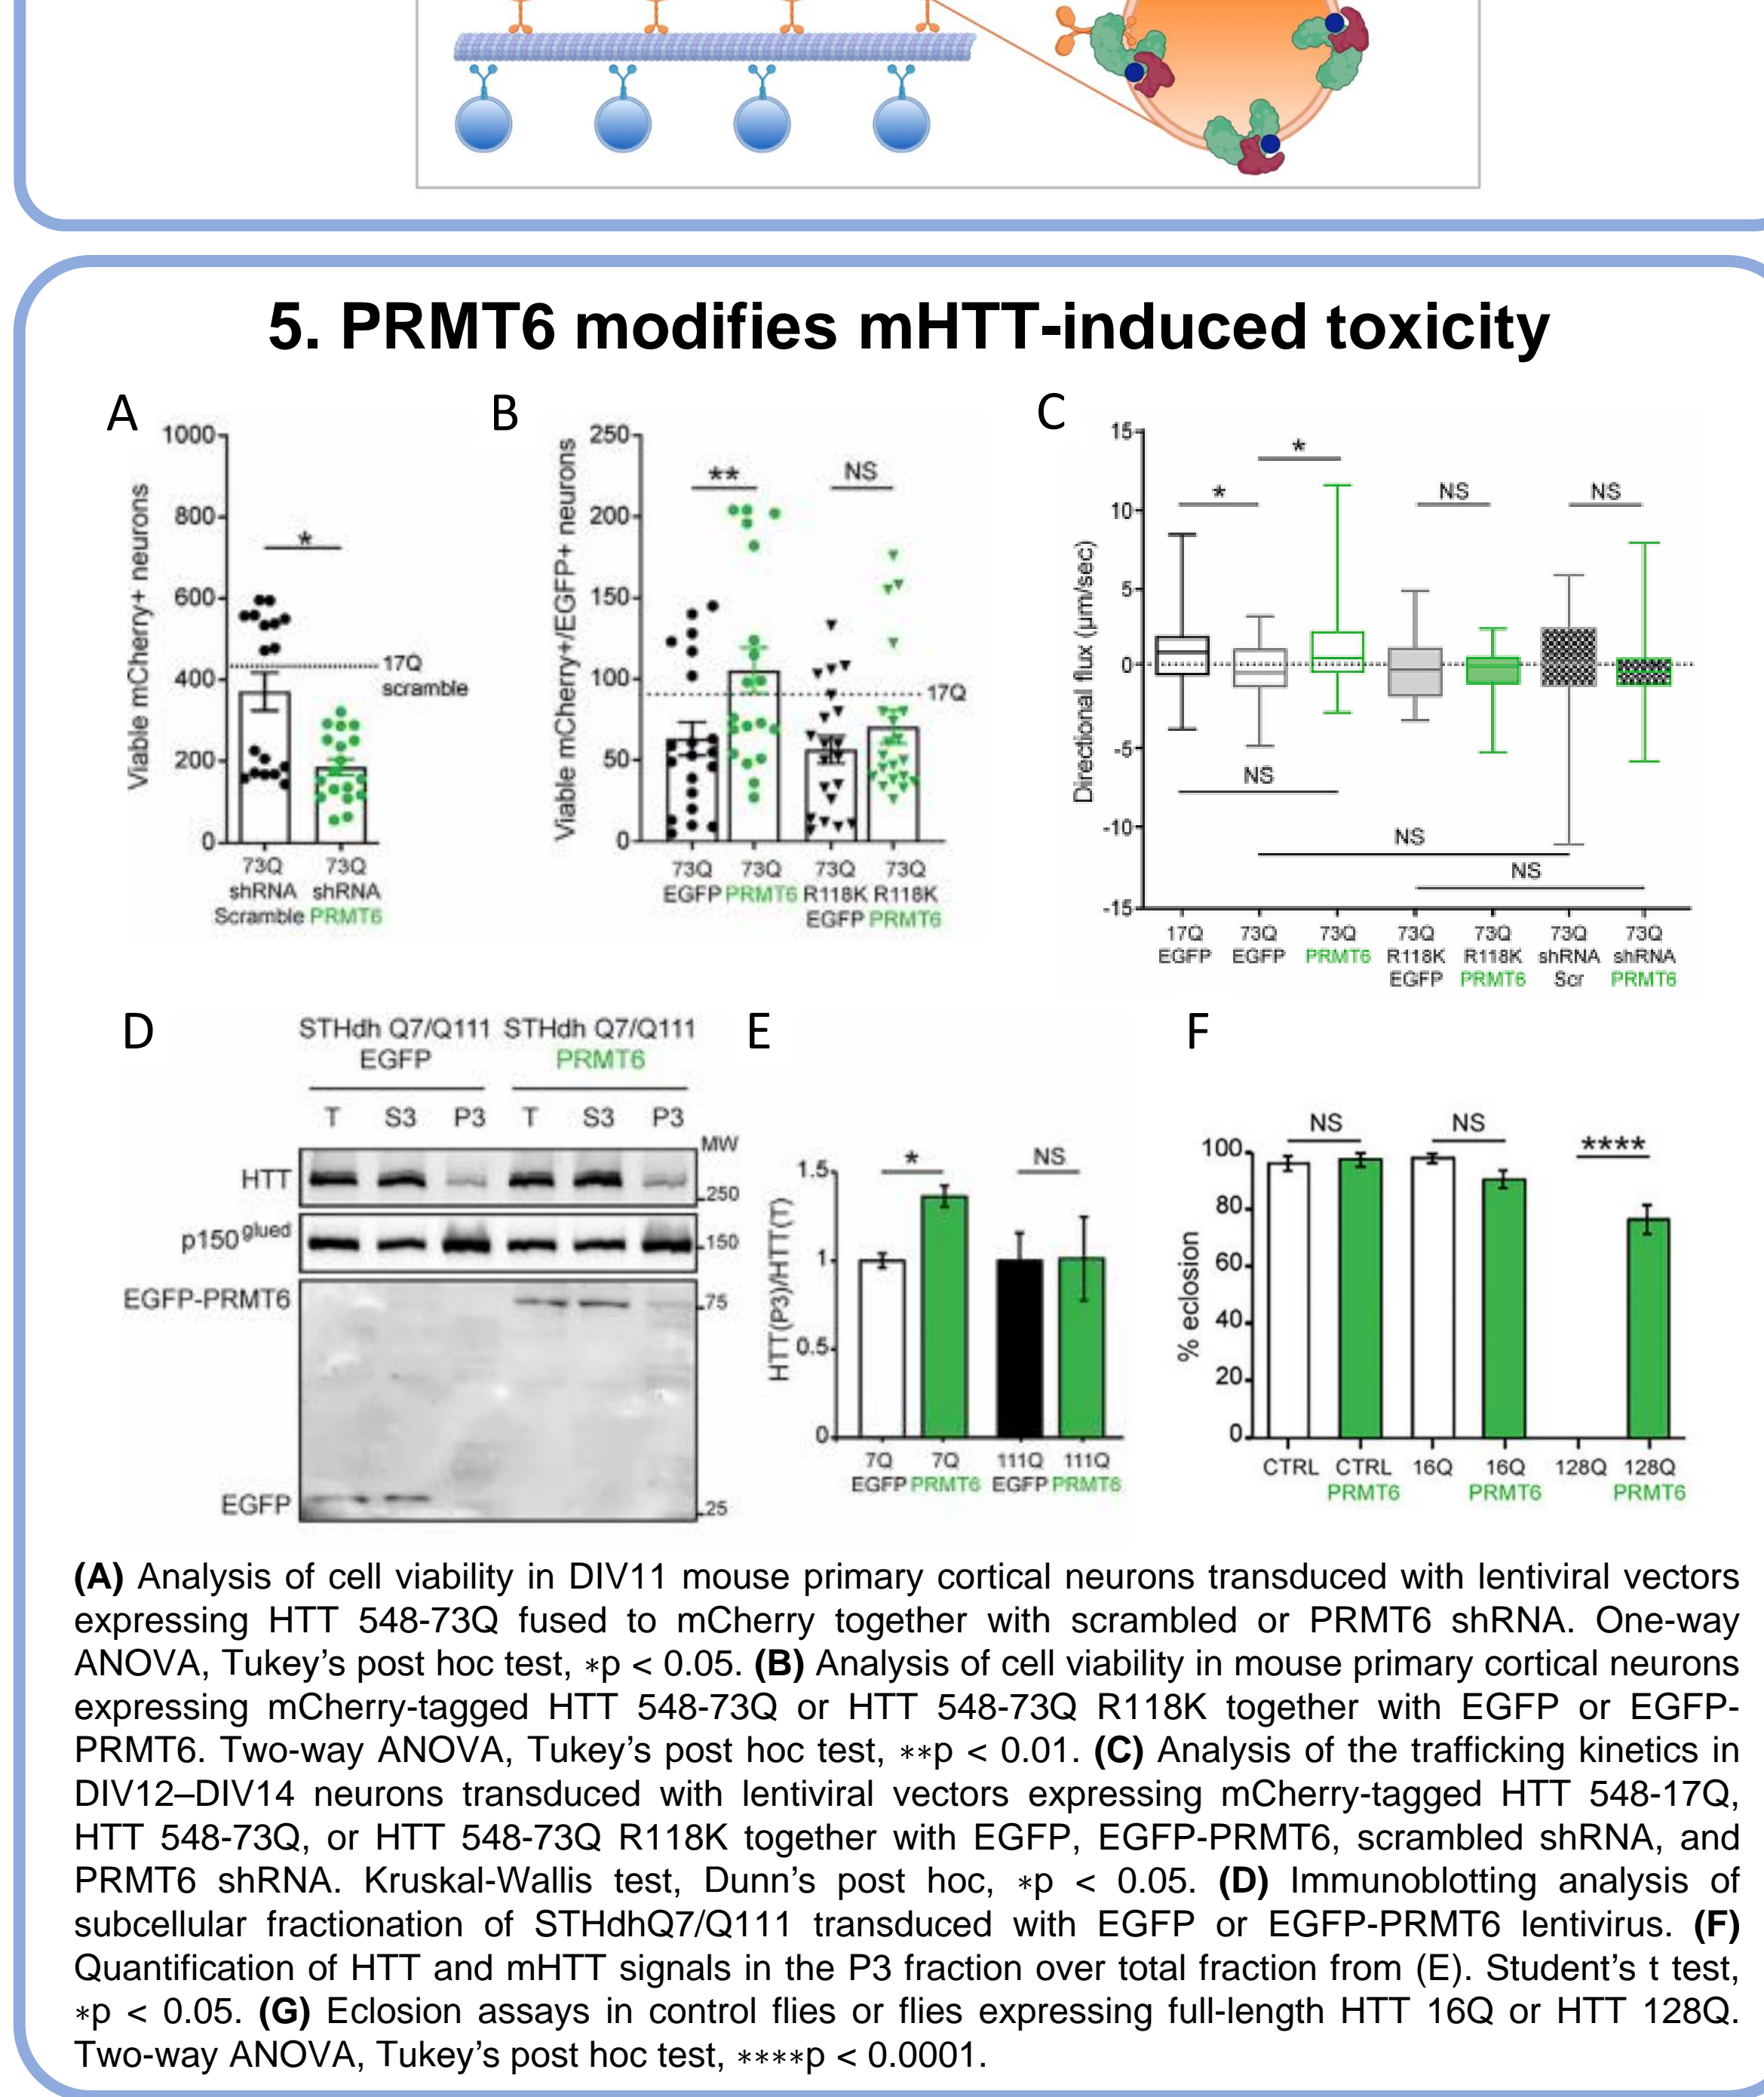 5. PRMT6 modifies mHTT-induced toxicity
A
Viable mCherry+ neurons
1000
800
600
400
200
0
*
17Q
scramble
73Q
shRNA
Scramble
73Q
shRNA
PRMT6
B
Viable mCherry+/EGFP+ neurons
250
200
150
100
50
0
**
NS
17Q
73Q
EGFP
73Q
PRMT6
73Q
R118K
EGFP
73Q
R118K
PRMT6
C
Directional flux (µm/sec)
15
10
5
0
-5
-10
-15
*
*
NS
NS
NS
NS
NS
17Q
EGFP
73Q
EGFP
73Q
PRMT6
73Q
R118K
EGFP
73Q
R118K
PRMT6
73Q
shRNA
Scr
73Q
shRNA
PRMT6
D
STHdh Q7/Q111
EGFP
STHdh Q7/Q111
PRMT6
T S3 P3 T S3 P3
MW
HTT
250
p150glued
150
EGFP-PRMT6
75
EGFP
25
E
HTT(P3)/HTT(T)
1.5
1
0.5
0
*
NS
7Q
EGFP
7Q
PRMT6
111Q
EGFP
111Q
PRMT6
F
% eclosion
100
80
60
40
20
0
NS
NS
****
CTRL
CTRL
PRMT6
16Q
16Q
PRMT6
128Q
128Q
PRMT6
(A) Analysis of cell viability in DIV11 mouse primary cortical neurons transduced with lentiviral vectors
expressing HTT 548-73Q fused to mCherry together with scrambled or PRMT6 shRNA. One-way
ANOVA, Tukey’s post hoc test, ∗p < 0.05. (B) Analysis of cell viability in mouse primary cortical neurons
expressing mCherry-tagged HTT 548-73Q or HTT 548-73Q R118K together with EGFP or EGFP-
PRMT6. Two-way ANOVA, Tukey’s post hoc test, ∗∗p < 0.01. (C) Analysis of the trafficking kinetics in
DIV12–DIV14 neurons transduced with lentiviral vectors expressing mCherry-tagged HTT 548-17Q,
HTT 548-73Q, or HTT 548-73Q R118K together with EGFP, EGFP-PRMT6, scrambled shRNA, and
PRMT6 shRNA. Kruskal-Wallis test, Dunn’s post hoc, ∗p < 0.05. (D) Immunoblotting analysis of
subcellular fractionation of STHdhQ7/Q111 transduced with EGFP or EGFP-PRMT6 lentivirus. (F)
Quantification of HTT and mHTT signals in the P3 fraction over total fraction from (E). Student’s t test,
∗p < 0.05. (G) Eclosion assays in control flies or flies expressing full-length HTT 16Q or HTT 128Q.
Two-way ANOVA, Tukey’s post hoc test, ∗∗∗∗p < 0.0001.